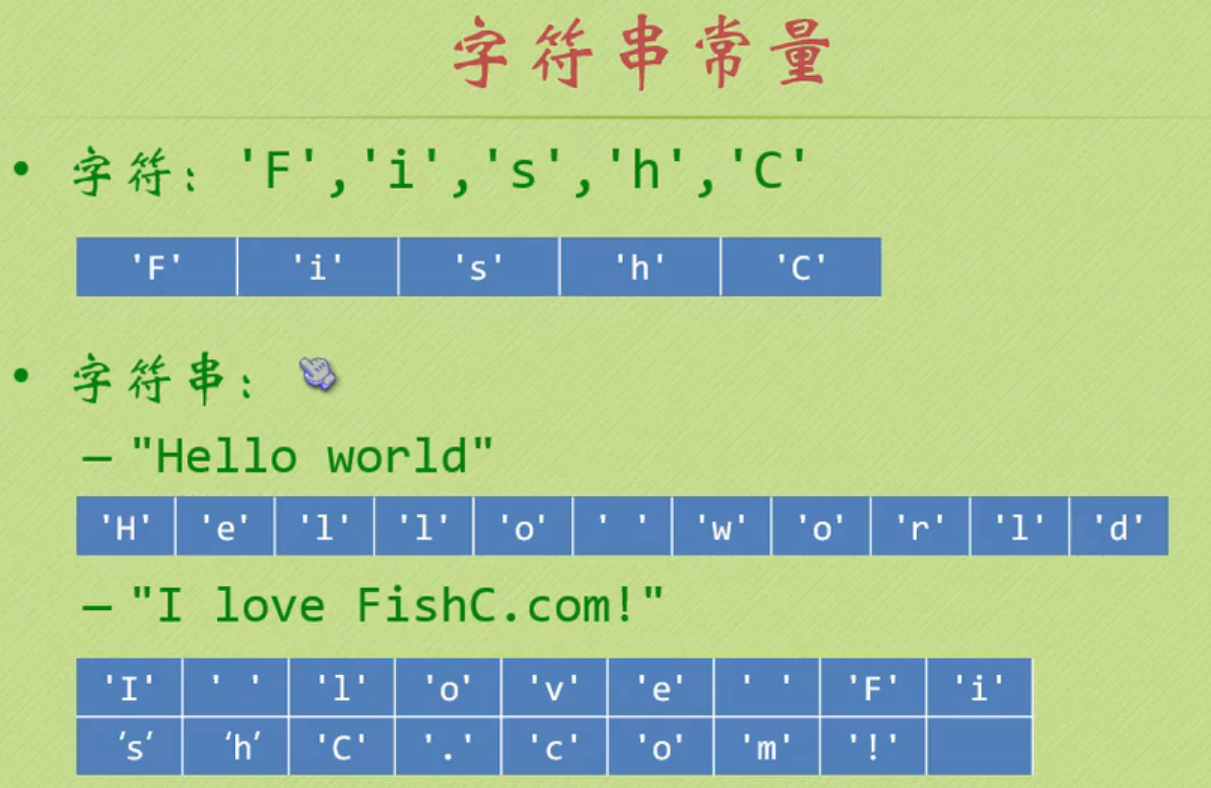 字符串常量
• 字符: 'F','i','s','h','C'
'F' 'i' 's' 'h' 'C'
• 字符串:
– "Hello world"
'H' 'e' 'l' 'l' 'o' ' ' 'w' 'o' 'r' 'l' 'd'
– "I love FishC.com!"
'I' ' ' 'l' 'o' 'v' 'e' ' ' 'F' 'i'
's' 'h' 'C' '.' 'c' 'o' 'm' '!'